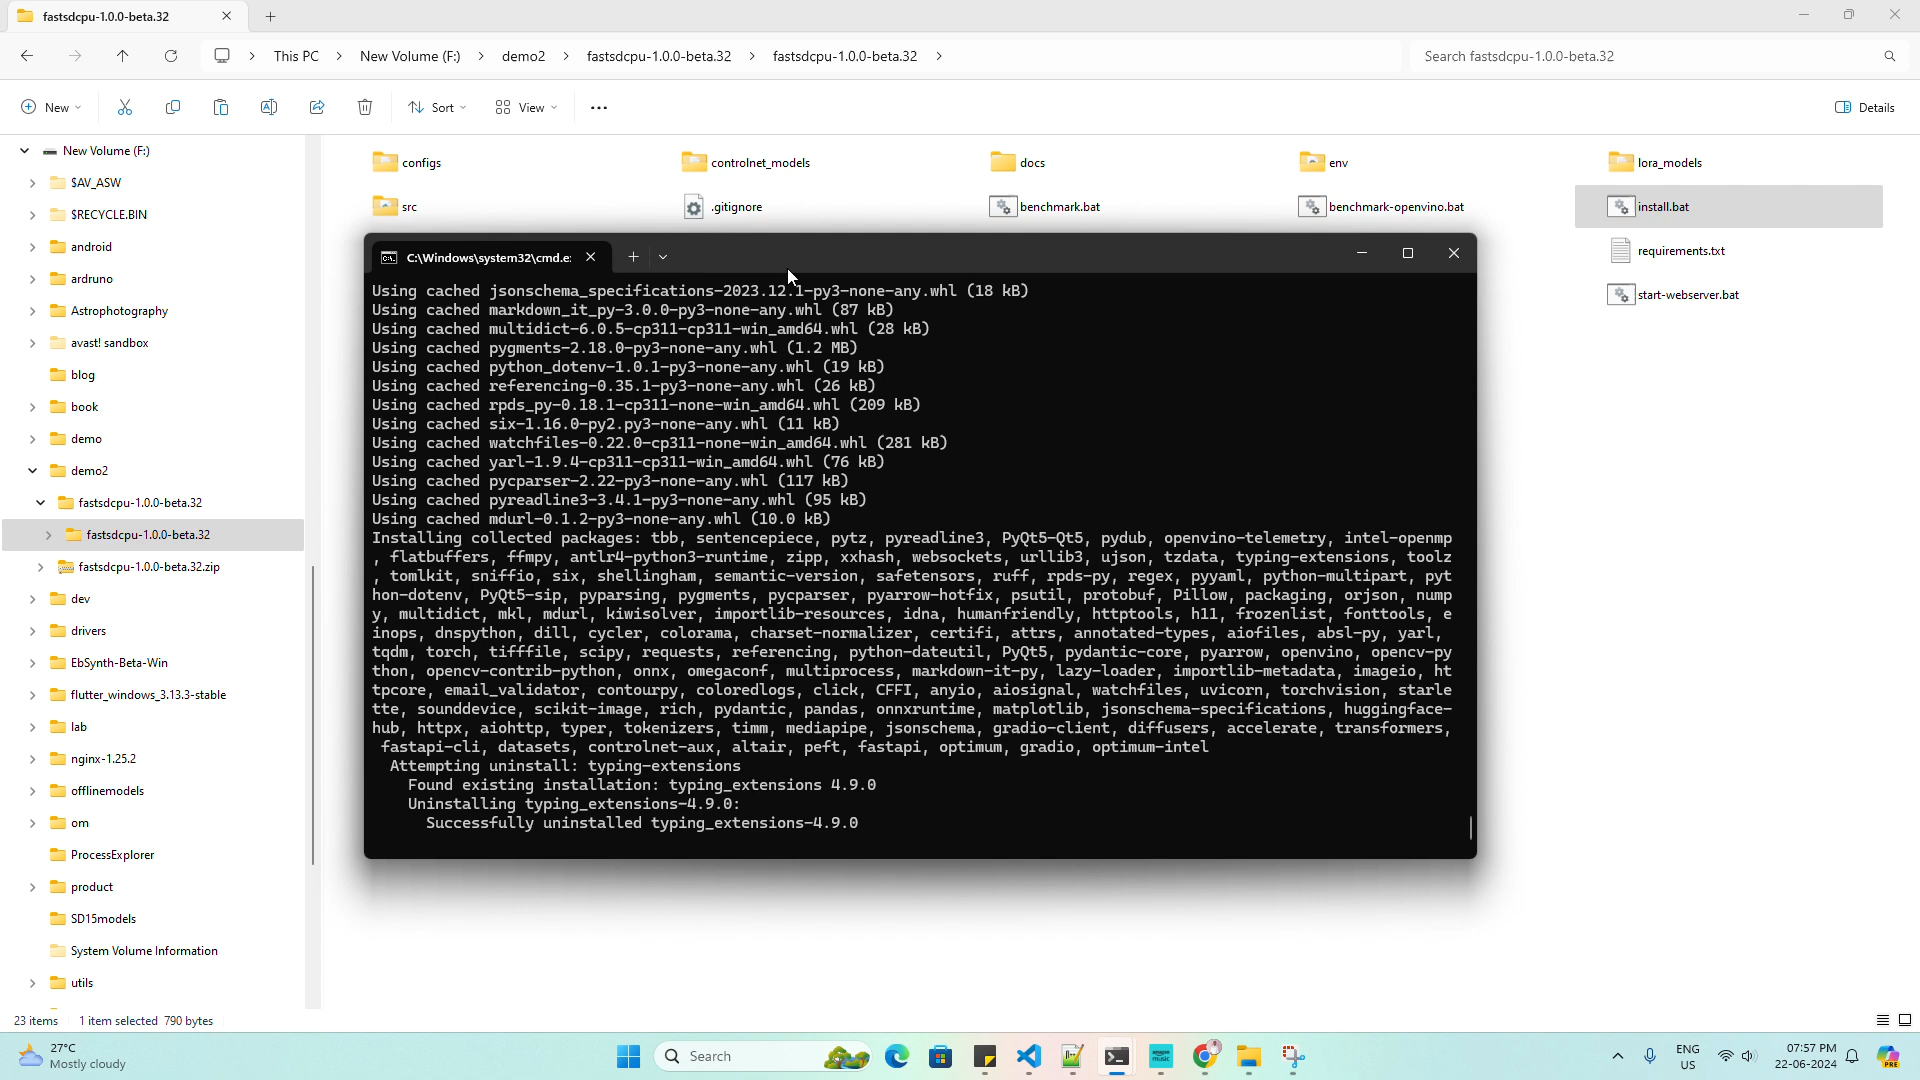 fastsdcpu-1.0.0-beta.32
This PC
New Volume (F:)
demo2
fastsdcpu-1.0.0-beta.32
fastsdcpu-1.0.0-beta.32
Search fastsdcpu-1.0.0-beta.32
New
Sort
View
Details
New Volume (F:)
$AV_ASW
$RECYCLE.BIN
android
ardruno
Astrophotography
avast! sandbox
blog
book
demo
demo2
fastsdcpu-1.0.0-beta.32
fastsdcpu-1.0.0-beta.32
fastsdcpu-1.0.0-beta.32.zip
dev
drivers
EbSynth-Beta-Win
flutter_windows_3.13.3-stable
lab
nginx-1.25.2
offlinemodels
om
ProcessExplorer
product
SD15models
System Volume Information
utils
configs
controlnet_models
docs
env
lora_models
src
.gitignore
benchmark.bat
benchmark-openvino.bat
install.bat
requirements.txt
start-webserver.bat
C:\Windows\system32\cmd.e:
Using cached jsonschema_specifications-2023.12.1-py3-none-any.whl (18 kB)
Using cached markdown_it_py-3.0.0-py3-none-any.whl (87 kB)
Using cached multidict-6.0.5-cp311-cp311-win_amd64.whl (28 kB)
Using cached pygments-2.18.0-py3-none-any.whl (1.2 MB)
Using cached python_dotenv-1.0.1-py3-none-any.whl (19 kB)
Using cached referencing-0.35.1-py3-none-any.whl (26 kB)
Using cached rpds_py-0.18.1-cp311-none-win_amd64.whl (209 kB)
Using cached six-1.16.0-py2.py3-none-any.whl (11 kB)
Using cached watchfiles-0.22.0-cp311-none-win_amd64.whl (281 kB)
Using cached yarl-1.9.4-cp311-cp311-win_amd64.whl (76 kB)
Using cached pycparser-2.22-py3-none-any.whl (117 kB)
Using cached pyreadline3-3.4.1-py3-none-any.whl (95 kB)
Using cached mdurl-0.1.2-py3-none-any.whl (10.0 kB)
Installing collected packages: tbb, sentencepiece, pytz, pyreadline3, PyQt5-Qt5, pydub, openvino-telemetry, intel-openmp
, flatbuffers, ffmpy, antlr4-python3-runtime, zipp, xxhash, websockets, urllib3, ujson, tzdata, typing-extensions, toolz
, tomlkit, sniffio, six, shellingham, semantic-version, safetensors, ruff, rpds-py, regex, pyyaml, python-multipart, pyt
hon-dotenv, PyQt5-sip, pyparsing, pygments, pycparser, pyarrow-hotfix, psutil, protobuf, Pillow, packaging, orjson, nump
y, multidict, mkl, mdurl, kiwisolver, importlib-resources, idna, humanfriendly, httptools, h11, frozenlist, fonttools, e
inops, dnspython, dill, cycler, colorama, charset-normalizer, certifi, attrs, annotated-types, aiofiles, absl-py, yarl,
tqdm, torch, tifffile, scipy, requests, referencing, python-dateutil, PyQt5, pydantic-core, pyarrow, openvino, opencv-py
thon, opencv-contrib-python, onnx, omegaconf, multiprocess, markdown-it-py, lazy-loader, importlib-metadata, imageio, ht
tpcore, email_validator, contourpy, coloredlogs, click, CFFI, anyio, aiosignal, watchfiles, uvicorn, torchvision, starle
tte, sounddevice, scikit-image, rich, pydantic, pandas, onnxruntime, matplotlib, jsonschema-specifications, huggingface-
hub, httpx, aiohttp, typer, tokenizers, timm, mediapipe, jsonschema, gradio-client, diffusers, accelerate, transformers,
fastapi-cli, datasets, controlnet-aux, altair, peft, fastapi, optimum, gradio, optimum-intel
Attempting uninstall: typing-extensions
Found existing installation: typing_extensions 4.9.0
Uninstalling typing_extensions-4.9.0:
Successfully uninstalled typing_extensions-4.9.0
23 items
1 item selected 790 bytes
27°C
Mostly cloudy
Search
amazon music
ENG
US
07:57 PM
22-06-2024
PRE